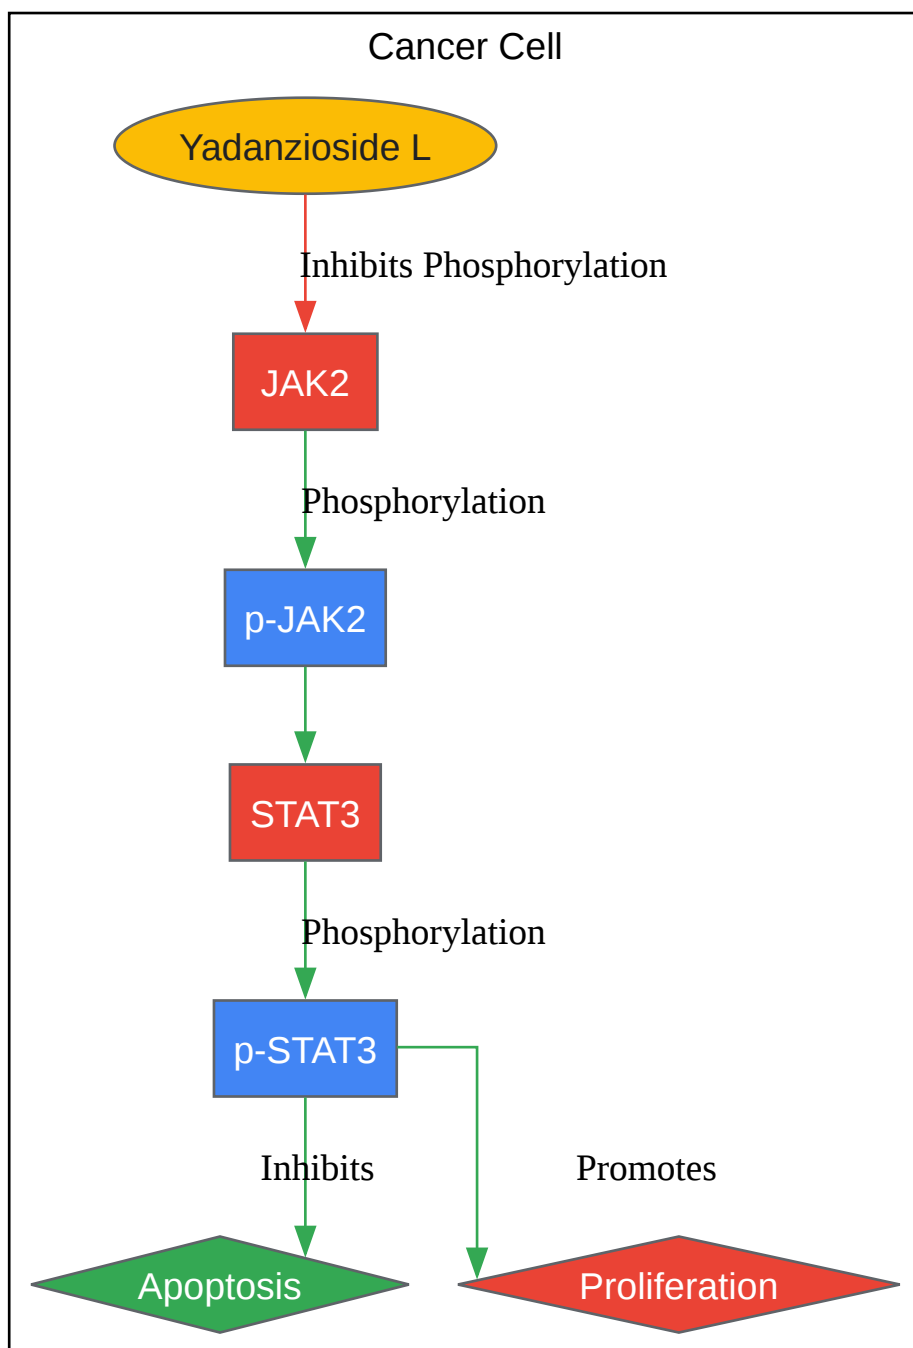 Cancer Cell
Yadanzioside L
Inhibits Phosphorylation
JAK2
Phosphorylation
p-JAK2
STAT3
Phosphorylation
p-STAT3
Inhibits
Promotes
Apoptosis
Proliferation